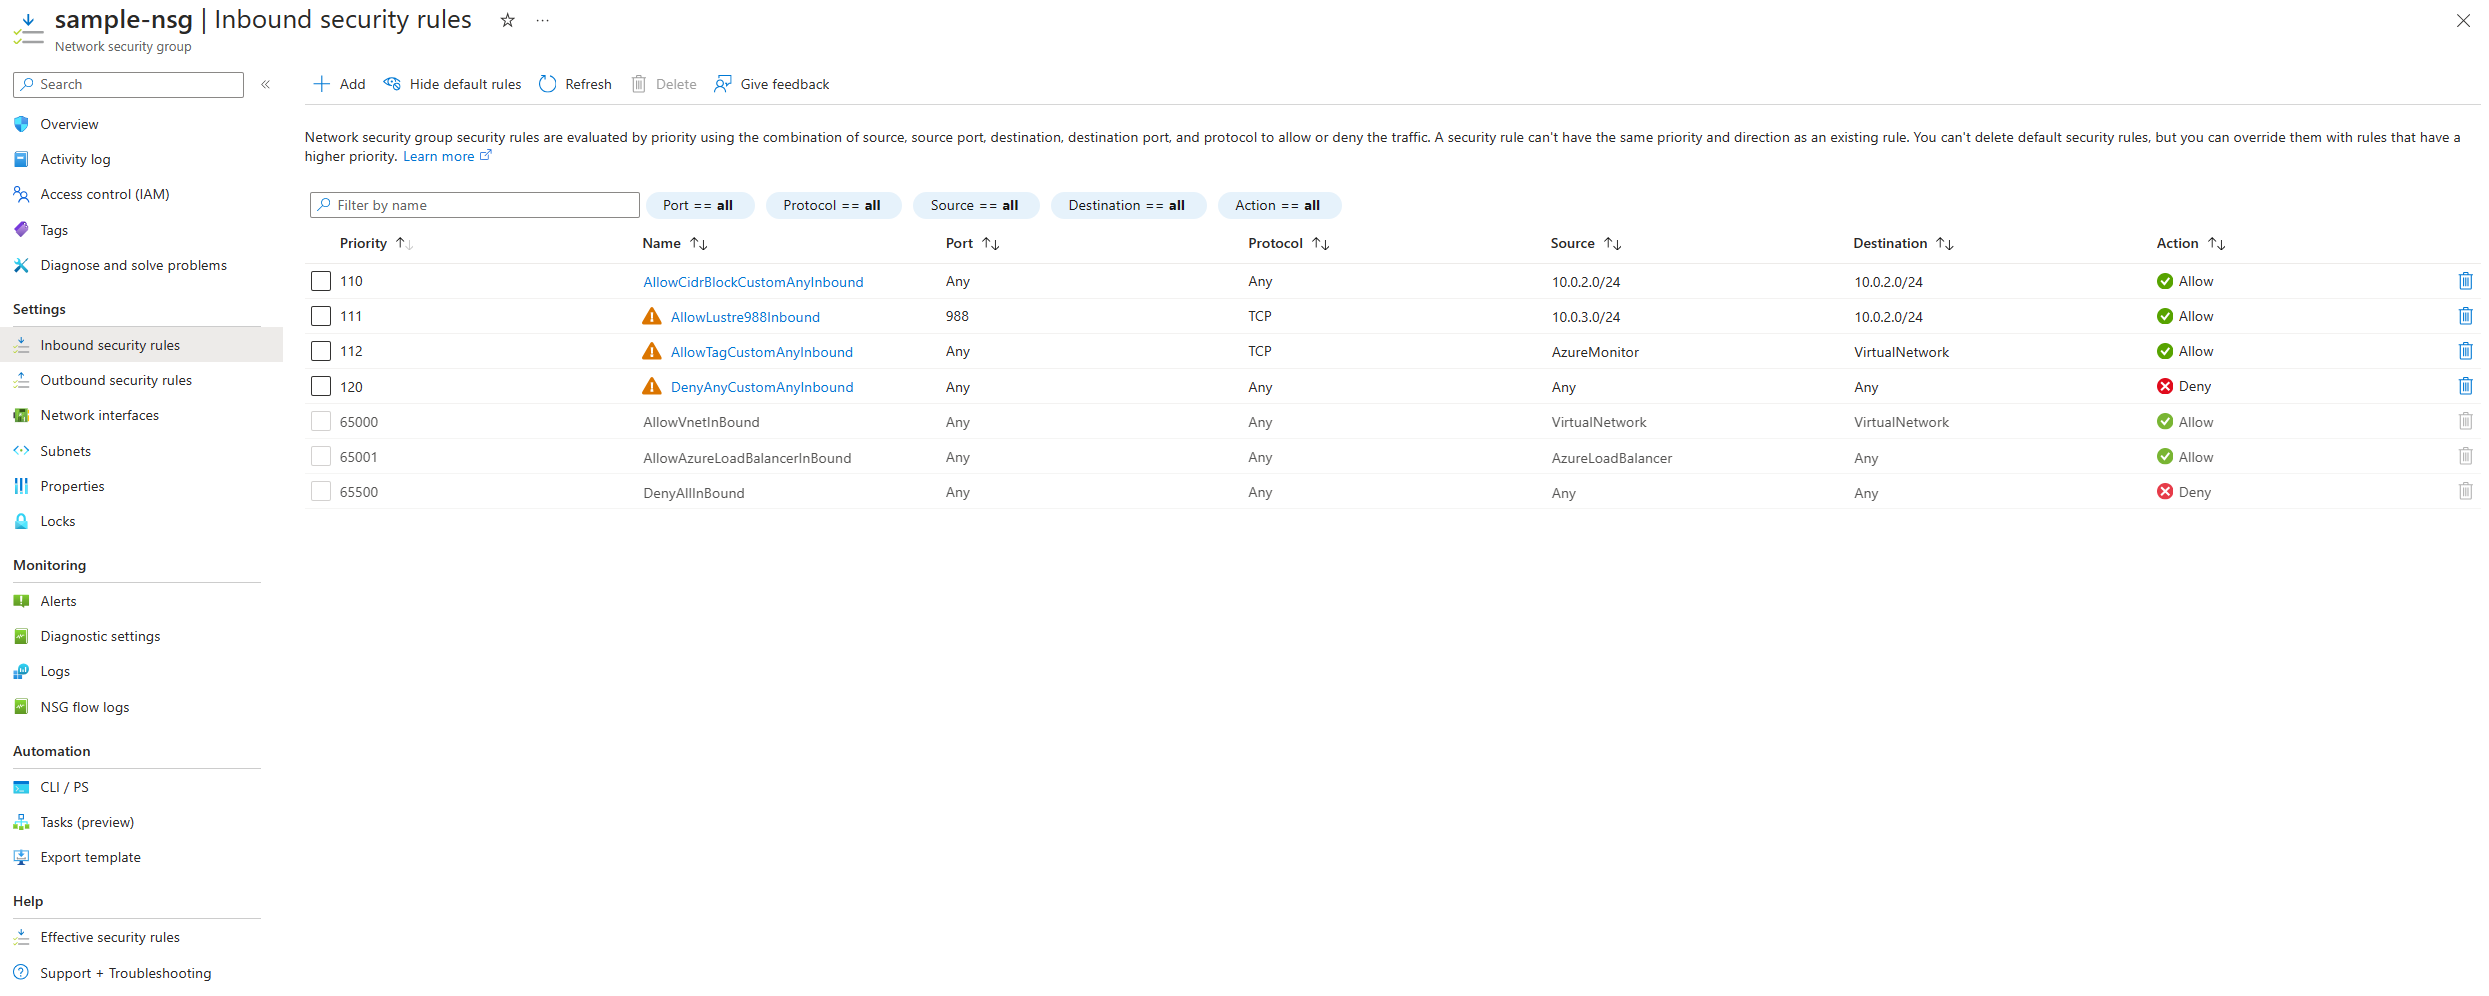 sample-nsg | Inbound security rules ☆ ...
Network security group
Search
Overview
Activity log
Access control (IAM)
Tags
Diagnose and solve problems
Settings
Inbound security rules
Outbound security rules
Network interfaces
Subnets
Properties
Locks
Monitoring
Alerts
Diagnostic settings
Logs
NSG flow logs
Automation
CLI / PS
Tasks (preview)
Export template
Help
Effective security rules
Support + Troubleshooting
Add Hide default rules Refresh Delete Give feedback
Network security group security rules are evaluated by priority using the combination of source, source port, destination, destination port, and protocol to allow or deny the traffic. A security rule can't have the same priority and direction as an existing rule. You can't delete default security rules, but you can override them with rules that have a
higher priority. Learn more
Filter by name Port == all Protocol == all Source == all Destination == all Action == all
Priority ↑↓ Name ↑↓ Port ↑↓ Protocol ↑↓ Source ↑↓ Destination ↑↓ Action ↑↓
110 AllowCidrBlockCustomAnyInbound Any Any 10.0.2.0/24 10.0.2.0/24 Allow
111 AllowLustre988Inbound 988 TCP 10.0.3.0/24 10.0.2.0/24 Allow
112 AllowTagCustomAnyInbound Any TCP AzureMonitor VirtualNetwork Allow
120 DenyAnyCustomAnyInbound Any Any Any Any Deny
65000 AllowVnetInBound Any Any VirtualNetwork VirtualNetwork Allow
65001 AllowAzureLoadBalancerInBound Any Any AzureLoadBalancer Any Allow
65500 DenyAllInBound Any Any Any Any Deny